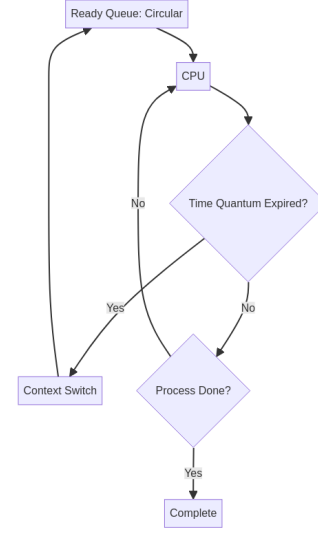 Ready Queue: Circular
CPU
Time Quantum Expired?
No
Yes
No
Process Done?
Context Switch
Yes
Complete